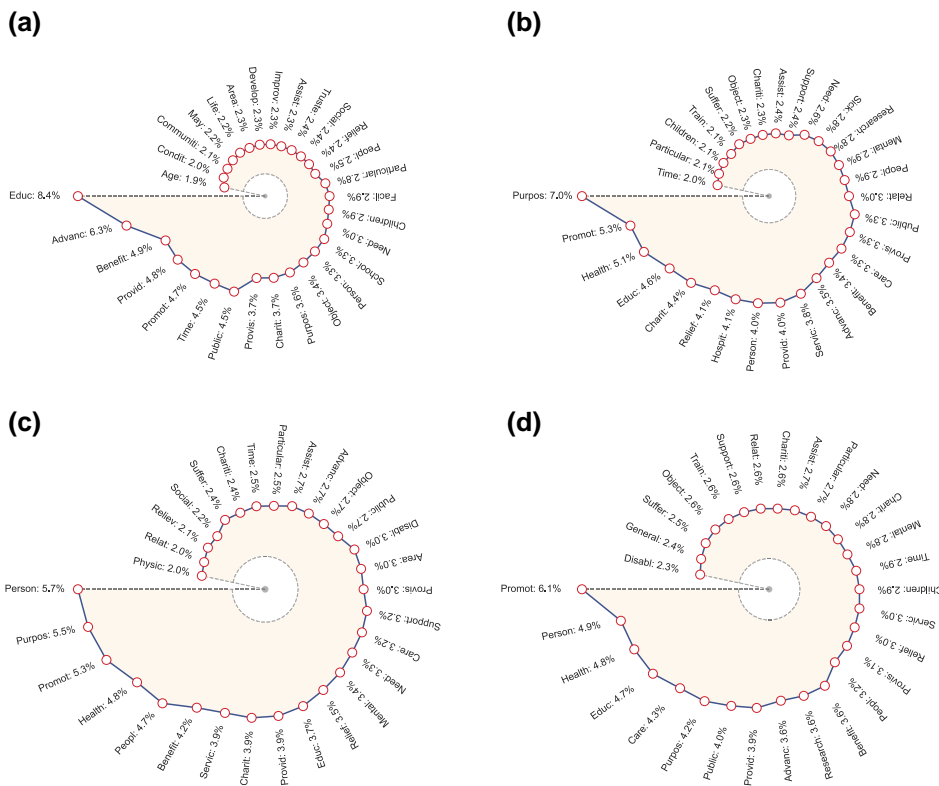 (a)
Educ: 8.4%
Advanc: 6.3%
Benefit: 4.9%
Provid: 4.8%
Promot: 4.7%
Time: 4.5%
Public: 4.5%
Provis: 3.7%
Charit: 3.7%
Purpos: 3.6%
Object: 3.4%
Person: 3.3%
School: 3.3%
Need: 3.0%
Children: 2.9%
Facil: 2.9%
Particular: 2.8%
Peopl: 2.5%
Relief: 2.4%
Social: 2.4%
Truste: 2.4%
Assist: 2.3%
Improv: 2.3%
Develop: 2.3%
Area: 2.3%
Life: 2.2%
May: 2.2%
Communiti: 2.1%
Condit: 2.0%
Age: 1.9%
(b)
Purpos: 7.0%
Promot: 5.3%
Health: 5.1%
Educ: 4.6%
Charit: 4.4%
Relief: 4.1%
Hospit: 4.1%
Person: 4.0%
Provid: 4.0%
Servic: 3.8%
Advanc: 3.5%
Benefit: 3.4%
Care: 3.3%
Provis: 3.3%
Public: 3.3%
Relat: 3.0%
Peopl: 2.9%
Mental: 2.9%
Research: 2.8%
Sick: 2.8%
Need: 2.6%
Support: 2.4%
Assist: 2.4%
Chariti: 2.3%
Object: 2.3%
Suffer: 2.2%
Train: 2.1%
Children: 2.1%
Particular: 2.1%
Time: 2.0%
(c)
Person: 5.7%
Purpos: 5.5%
Promot: 5.3%
Health: 4.8%
Peopl: 4.7%
Benefit: 4.2%
Servic: 3.9%
Charit: 3.9%
Provid: 3.9%
Educ: 3.7%
Relief: 3.5%
Mental: 3.4%
Need: 3.3%
Care: 3.2%
Support: 3.2%
Provis: 3.0%
Area: 3.0%
Disabl: 3.0%
Public: 2.7%
Object: 2.7%
Advanc: 2.7%
Assist: 2.7%
Particular: 2.5%
Time: 2.5%
Chariti: 2.4%
Suffer: 2.4%
Social: 2.2%
Reliev: 2.1%
Relat: 2.0%
Physic: 2.0%
(d)
Promot: 6.1%
Person: 4.9%
Health: 4.8%
Educ: 4.7%
Care: 4.3%
Purpos: 4.2%
Public: 4.0%
Provid: 3.9%
Advanc: 3.6%
Research: 3.6%
Benefit: 3.6%
Peopl: 3.2%
Provis: 3.1%
Relief: 3.0%
Servic: 3.0%
Children: 2.9%
Time: 2.9%
Mental: 2.8%
Charit: 2.8%
Need: 2.8%
Particular: 2.7%
Assist: 2.7%
Chariti: 2.6%
Relat: 2.6%
Support: 2.6%
Train: 2.6%
Object: 2.6%
Suffer: 2.5%
General: 2.4%
Disabl: 2.3%